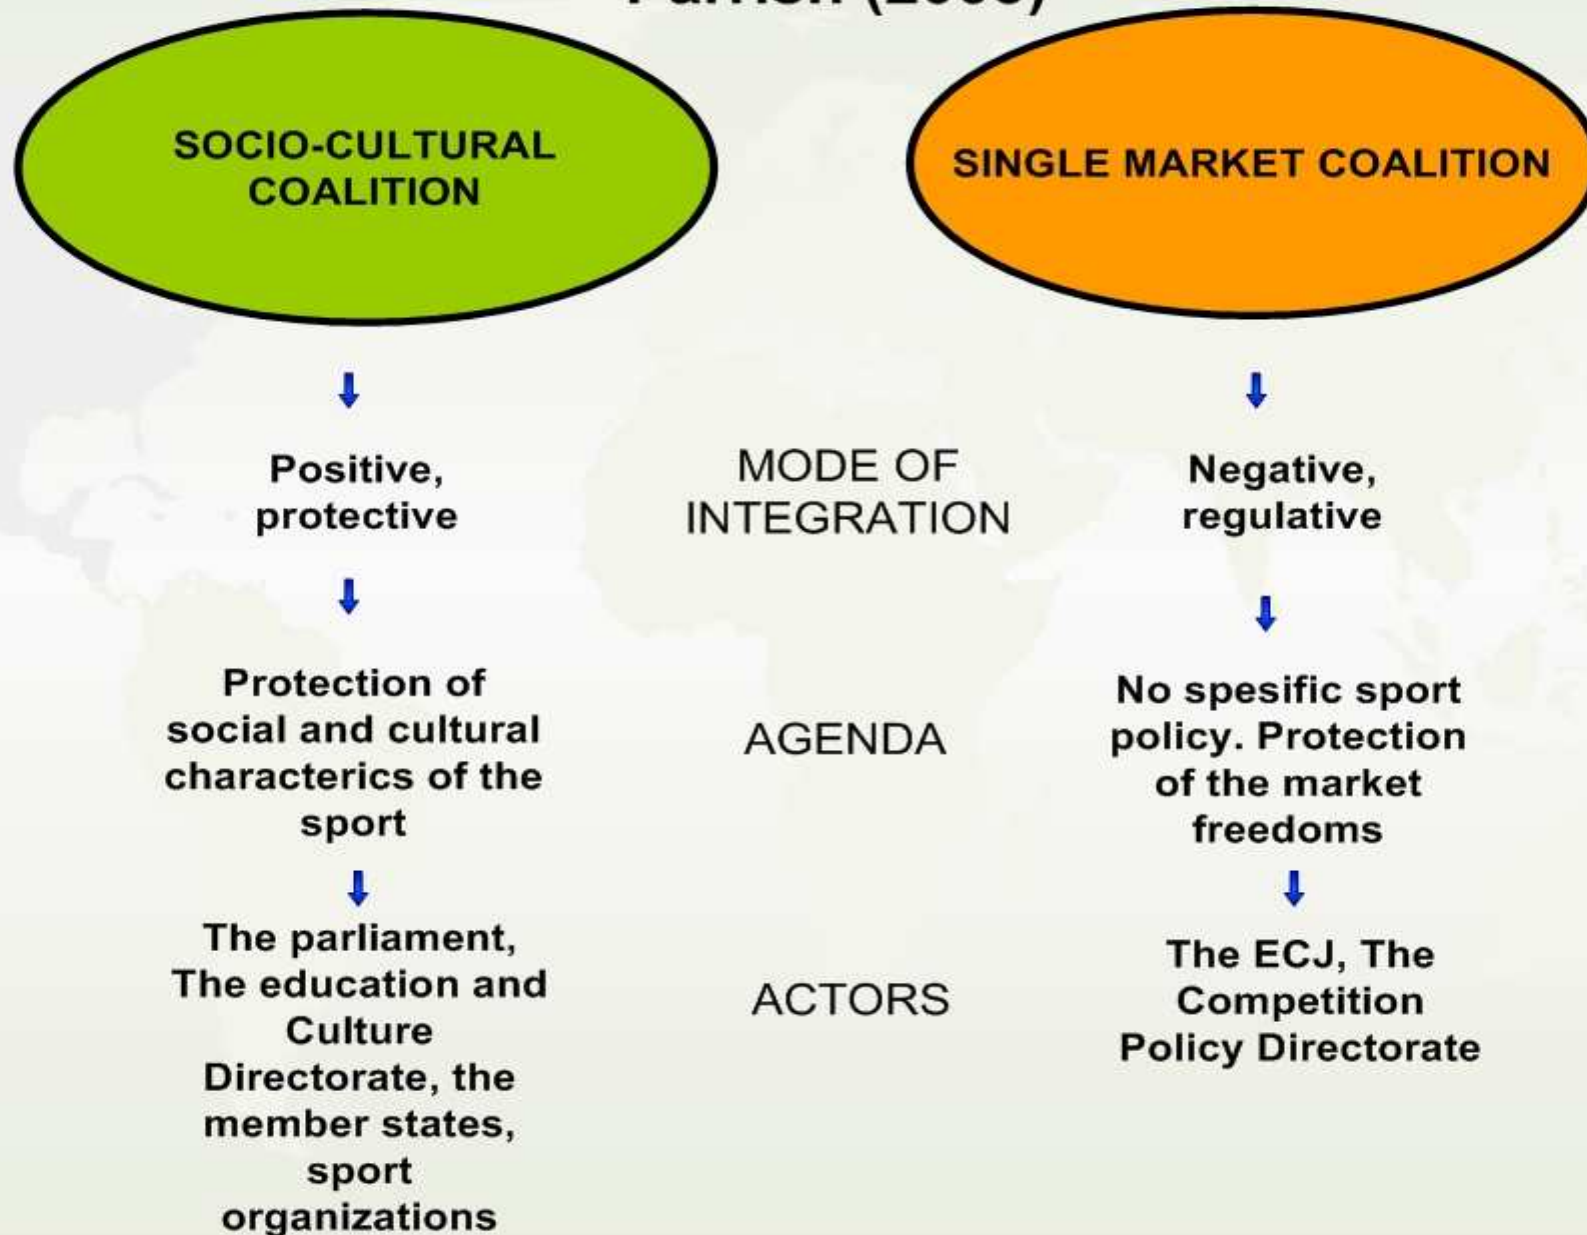 SOCIO-CULTURAL
COALITION
SINGLE MARKET COALITION
Positive,
protective
MODE OF
INTEGRATION
Negative,
regulative
Protection of
social and cultural
characterics of the
sport
AGENDA
No spesific sport
policy. Protection
of the market
freedoms
The parliament,
The education and
Culture
Directorate, the
member states,
sport
organizations
ACTORS
The ECJ, The
Competition
Policy Directorate